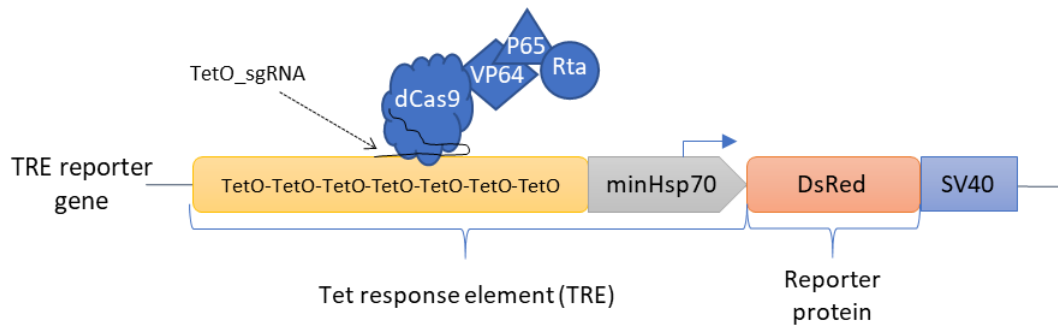 P65
VP64
Rta
TetO_sgRNA
dCas9
TRE reporter
gene
TetO-TetO-TetO-TetO-TetO-TetO-TetO
minHsp70
DsRed
SV40
Tet response element (TRE)
Reporter
protein